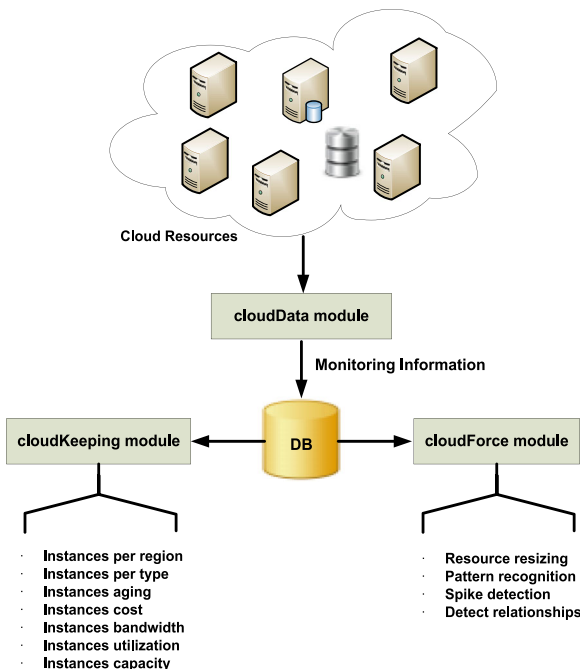 Cloud Resources
cloudData module
Monitoring Information
cloudKeeping module
DB
cloudForce module
· Instances per region
· Instances per type
· Instances aging
· Instances cost
· Instances bandwidth
· Instances utilization
· Instances capacity
· Resource resizing
· Pattern recognition
· Spike detection
· Detect relationships